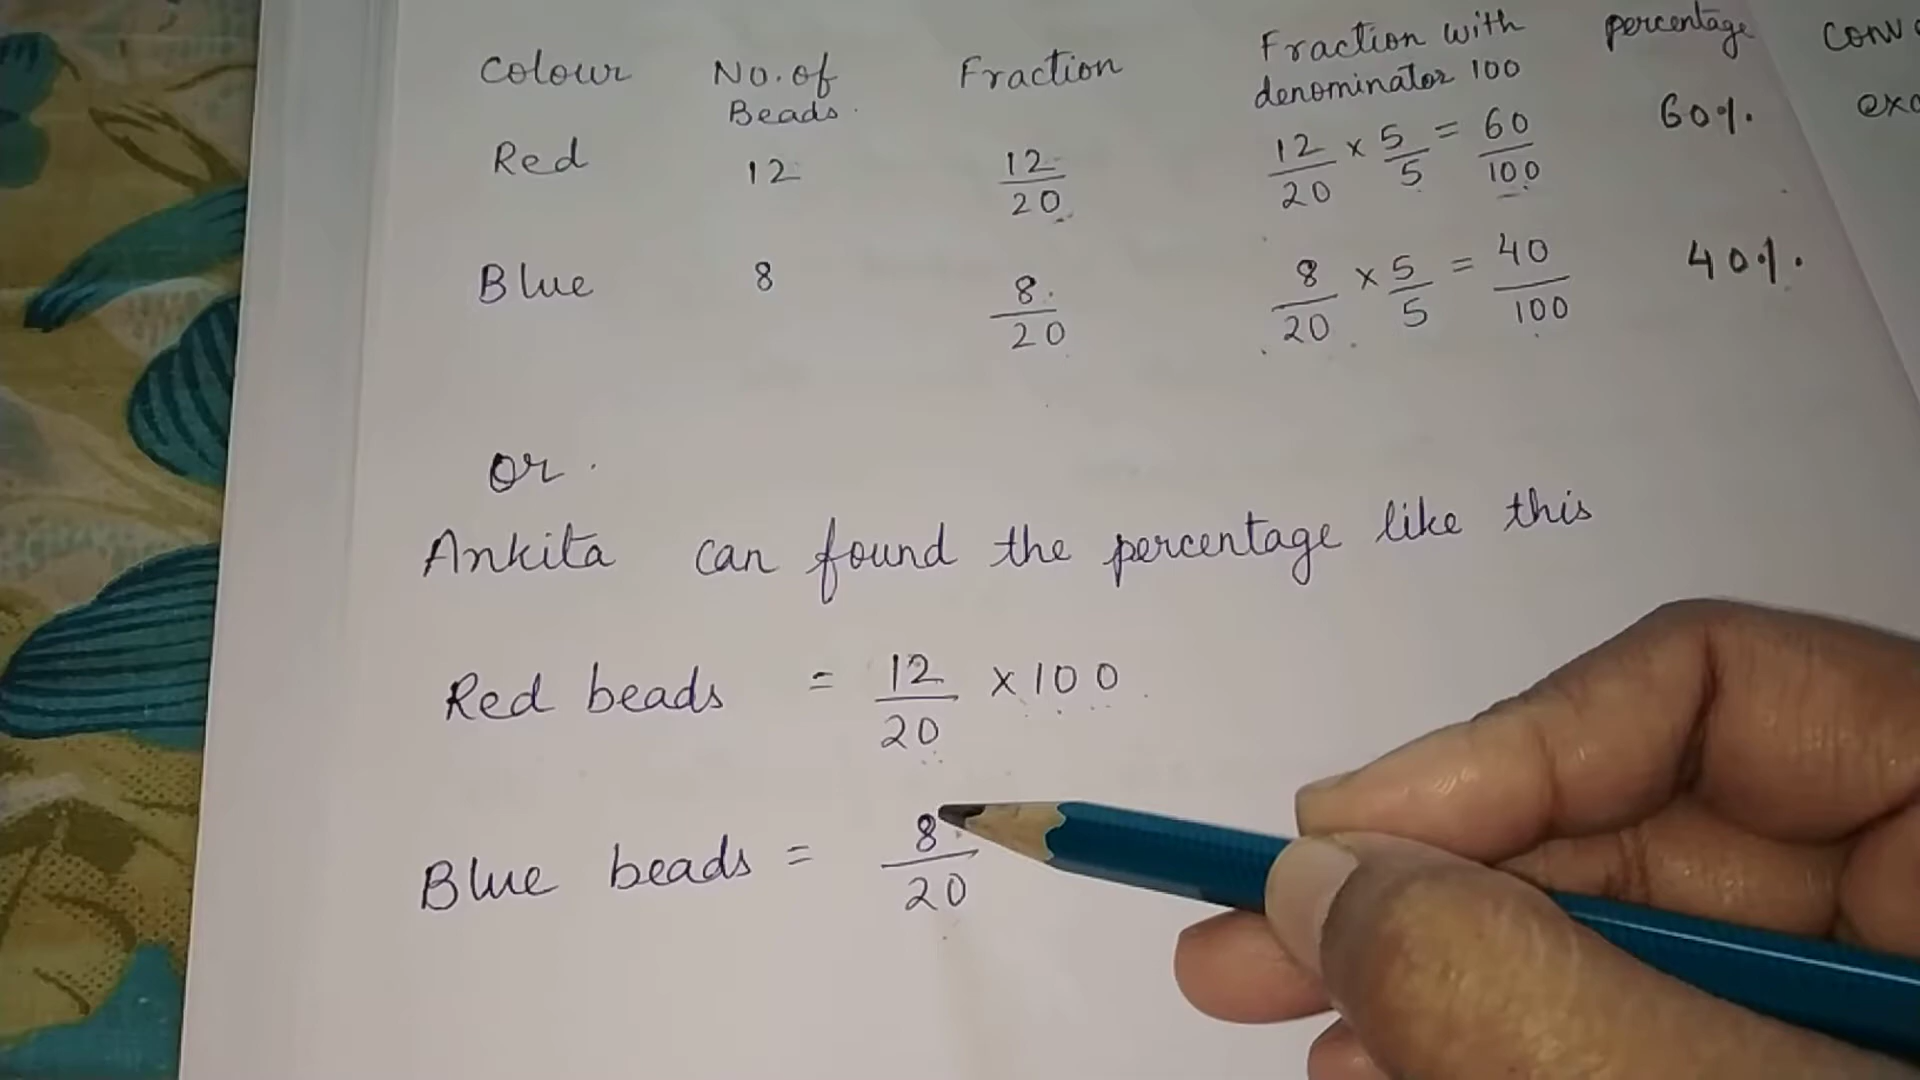 Colour No. of Beads. Fraction Fraction with denominator 100 percentage
Red 12 12/20 12/20 × 5/5 = 60/100 60%
Blue 8 8/20 8/20 × 5/5 = 40/100 40%
or.
Ankita can found the percentage like this
Red beads = 12/20 × 100
Blue beads = 8/20